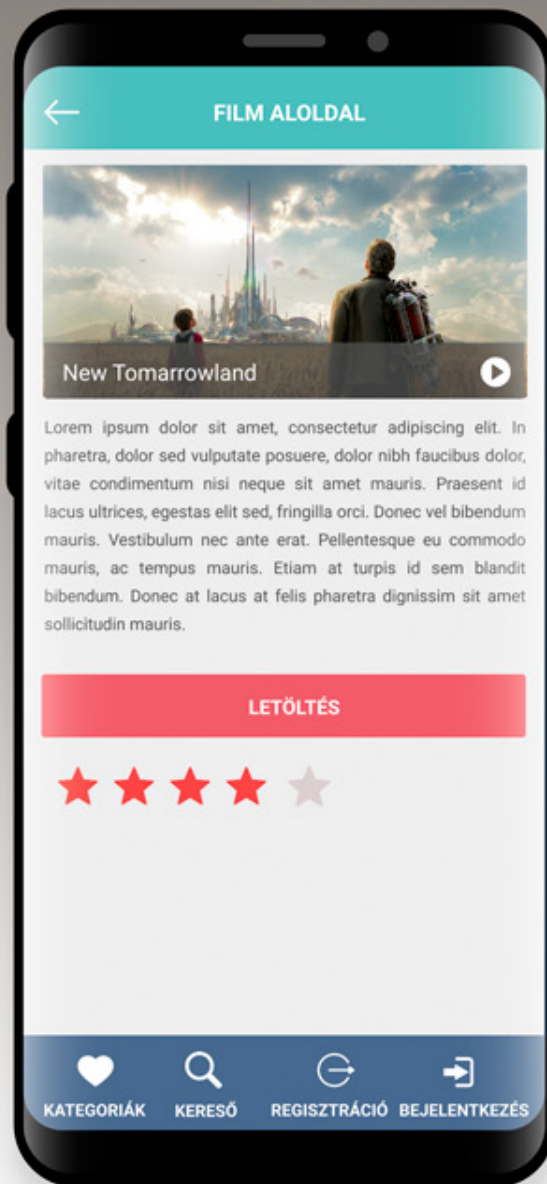 FILM ALOLDAL
New Tomarrowland
Lorem ipsum dolor sit amet, consectetur adipiscing elit. In
pharetra, dolor sed vulputate posuere, dolor nibh faucibus dolor,
vitae condimentum nisi neque sit amet mauris. Praesent id
lacus ultrices, egestas elit sed, fringilla orci. Donec vel bibendum
mauris. Vestibulum nec ante erat. Pellentesque eu commodo
mauris, ac tempus mauris. Etiam at turpis id sem blandit
bibendum. Donec at lacus at felis pharetra dignissim sit amet
sollicitudin mauris.
LETÖLTÉS
KATEGORIÁK KERESŐ REGISZTRÁCIÓ BEJELENTKEZÉS